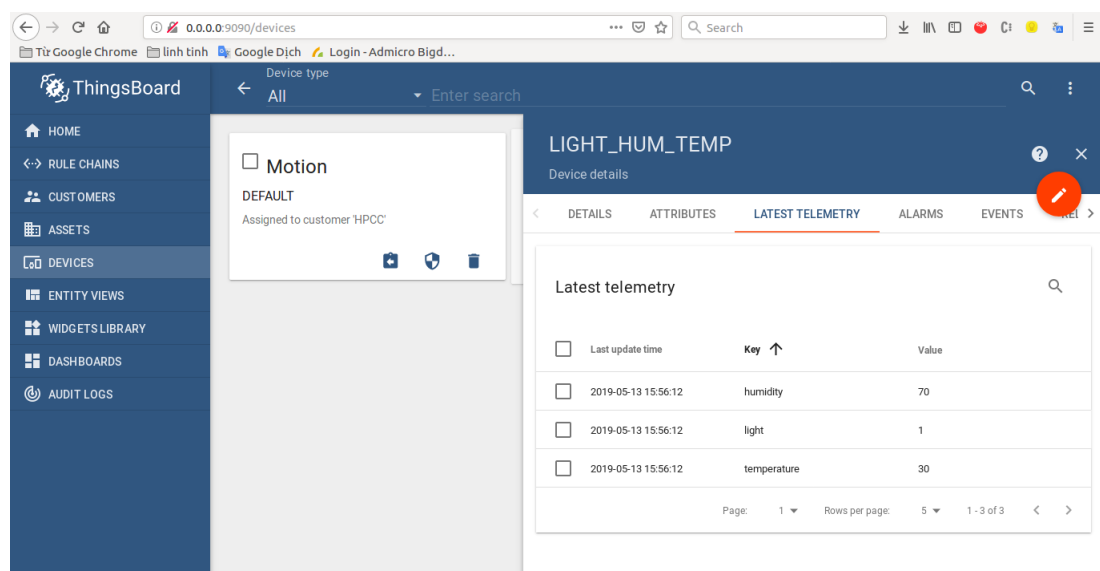 0.0.0.0:9090/devices
Search
Từ Google Chrome linh tinh Google Dịch Login - Admicro Bigd...
ThingsBoard
Device type
All
Enter search
HOME
RULE CHAINS
CUSTOMERS
ASSETS
DEVICES
ENTITY VIEWS
WIDGETS LIBRARY
DASHBOARDS
AUDIT LOGS
Motion
DEFAULT
Assigned to customer 'HPCC'
LIGHT_HUM_TEMP
Device details
DETAILS ATTRIBUTES LATEST TELEMETRY ALARMS EVENTS
Latest telemetry
Last update time Key Value
2019-05-13 15:56:12 humidity 70
2019-05-13 15:56:12 light 1
2019-05-13 15:56:12 temperature 30
Page: 1 Rows per page: 5 1 - 3 of 3